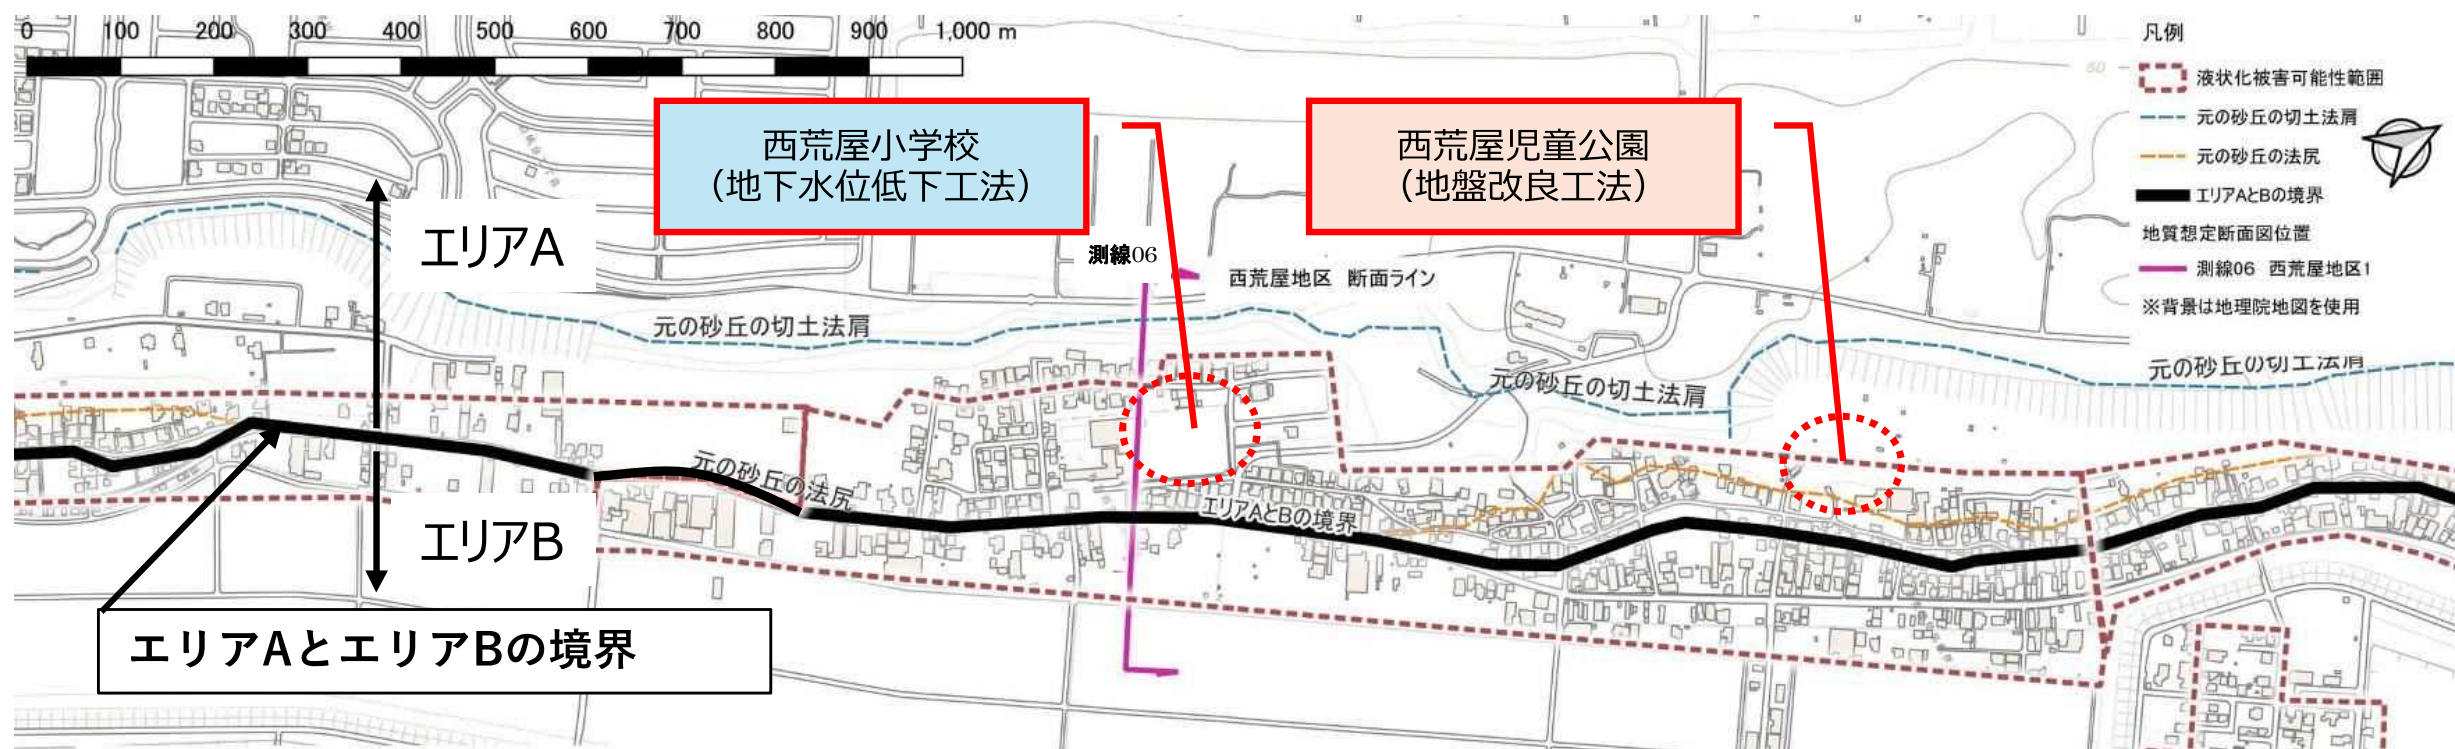 0 100 200 300 400 500 600 700 800 900 1,000 m
凡例
液状化被害可能性範囲
元の砂丘の切土法肩
元の砂丘の法尻
エリアAとBの境界
地質想定断面図位置
測線06 西荒屋地区1
※背景は地理院地図を使用
50
西荒屋小学校
（地下水位低下工法）
西荒屋児童公園
（地盤改良工法）
エリアA
測線06
西荒屋地区 断面ライン
元の砂丘の切土法肩
元の砂丘の切土法肩
元の砂丘の切土法肩
元の砂丘の法尻
エリアAとBの境界
エリアB
エリアAとエリアBの境界